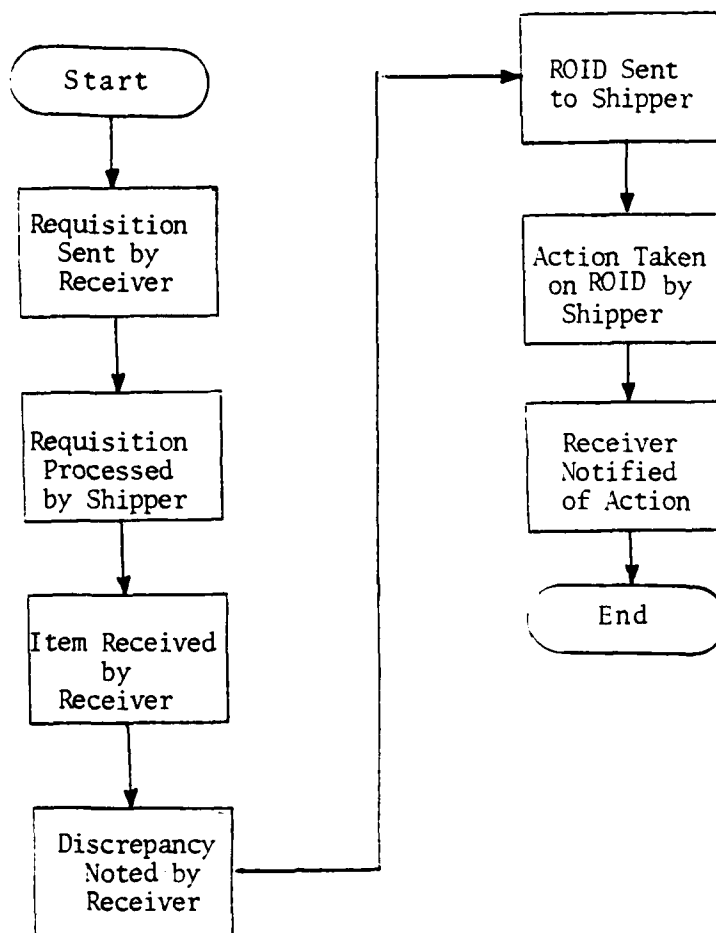 Start
Requisition
Sent by
Receiver
Requisition
Processed
by Shipper
Item Received
by
Receiver
Discrepancy
Noted by
Receiver
ROID Sent
to Shipper
Action Taken
on ROID by
Shipper
Receiver
Notified
of Action
End